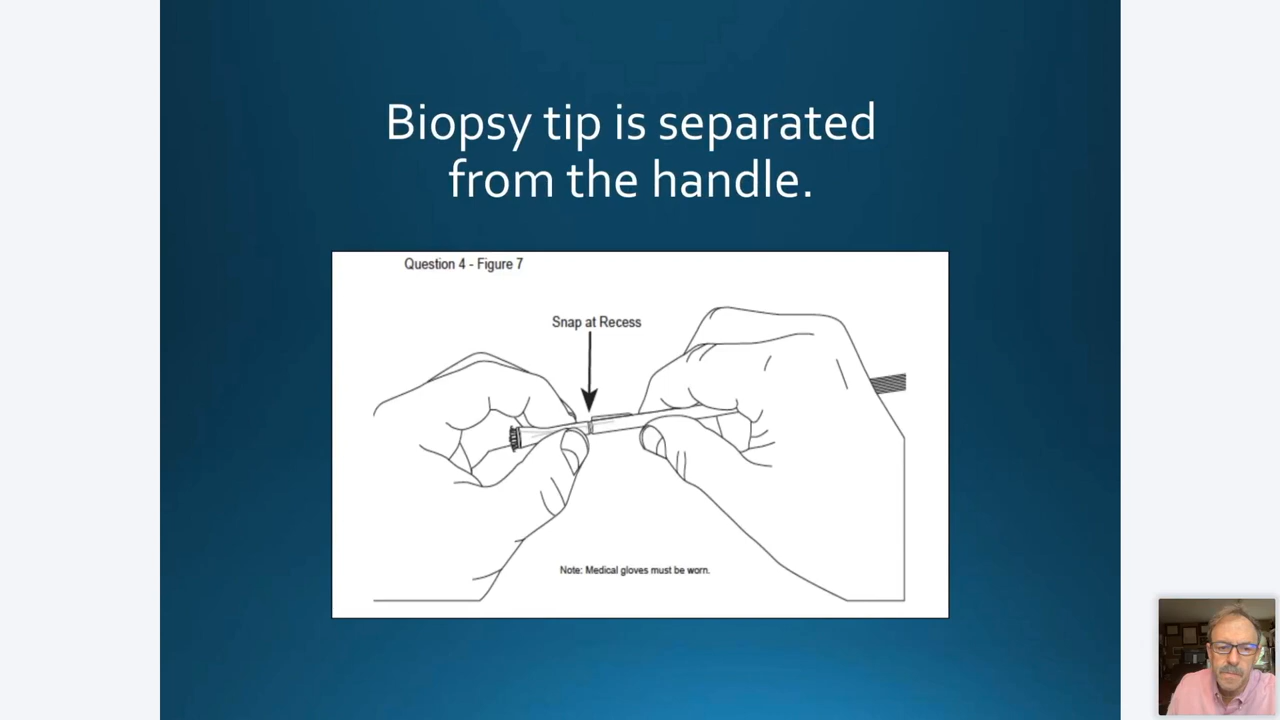 Biopsy tip is separated
from the handle.
Question 4 - Figure 7
Snap at Recess
Note: Medical gloves must be worn.